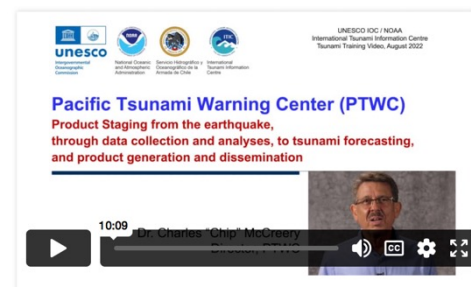 UNESCO IOC / NOAA
International Tsunami Information Centre
Tsunami Training Video, August 2022
unesco
Intergovernmental
Oceanographic
Commission
National Oceanic
and Atmospheric
Administration
Servicio Hidrográfico y
Oceanográfico de la
Armada de Chile
International
Tsunami Information
Centre
ITIC
Pacific Tsunami Warning Center (PTWC)
Product Staging from the earthquake,
through data collection and analyses, to tsunami forecasting,
and product generation and dissemination
10:09
Dr. Charles "Chip" McCreery
Director, PTWC
CC